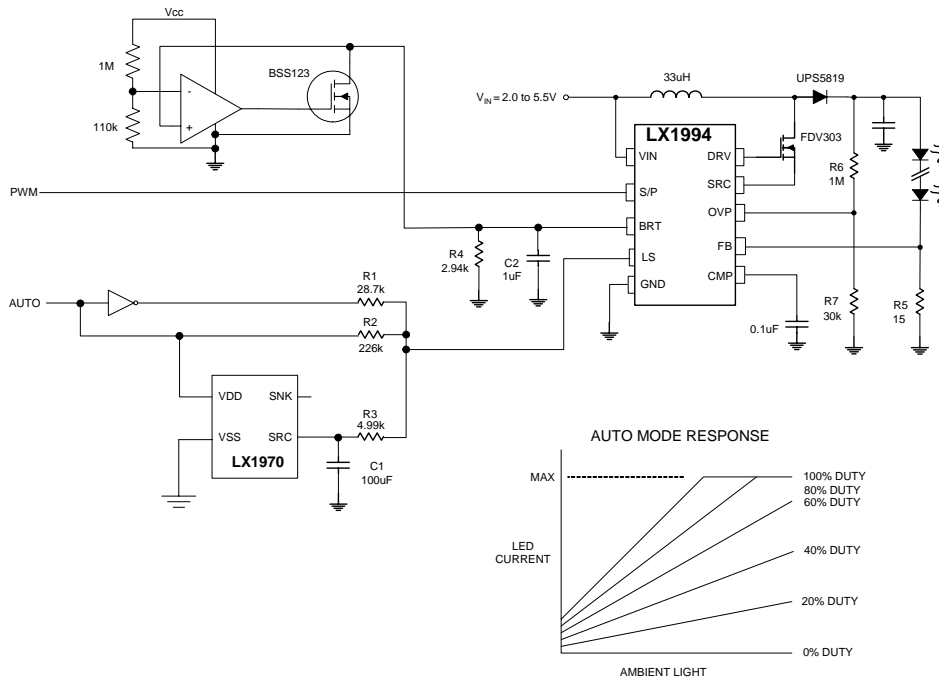 Vcc
1M
110k
-
+
BSS123
PWM
AUTO
R1
28.7k
R2
226k
VDD
SNK
VSS
SRC
LX1970
R3
4.99k
C1
100uF
R4
2.94k
C2
1uF
VIN = 2.0 to 5.5V
33uH
UPS5819
LX1994
VIN
DRV
S/P
SRC
BRT
OVP
LS
FB
GND
CMP
FDV303
R6
1M
R7
30k
R5
15
0.1uF
AUTO MODE RESPONSE
MAX
LED
CURRENT
100% DUTY
80% DUTY
60% DUTY
40% DUTY
20% DUTY
0% DUTY
AMBIENT LIGHT